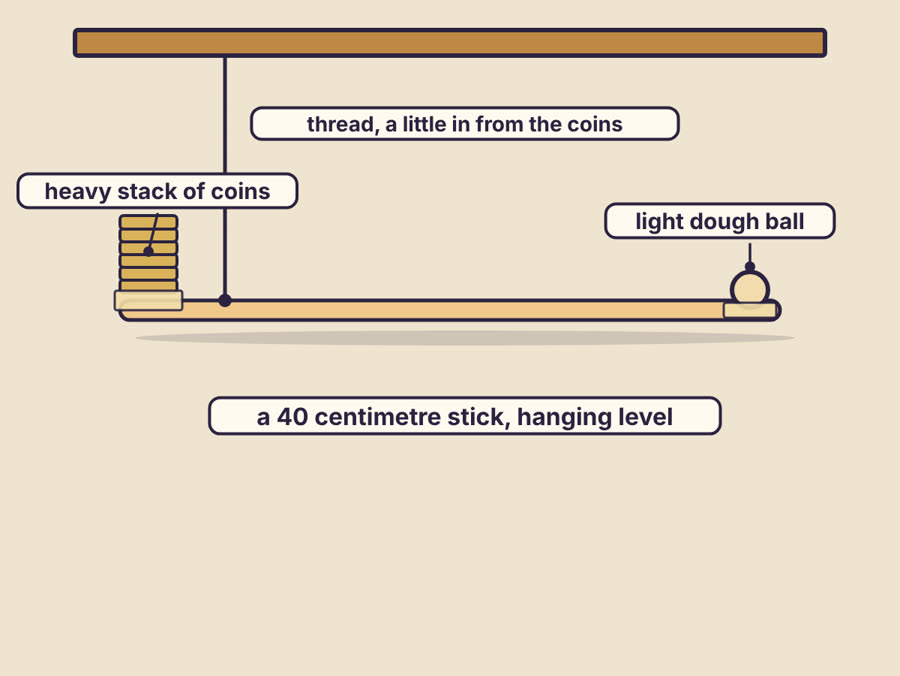 thread, a little in from the coins
heavy stack of coins
light dough ball
a 40 centimetre stick, hanging level